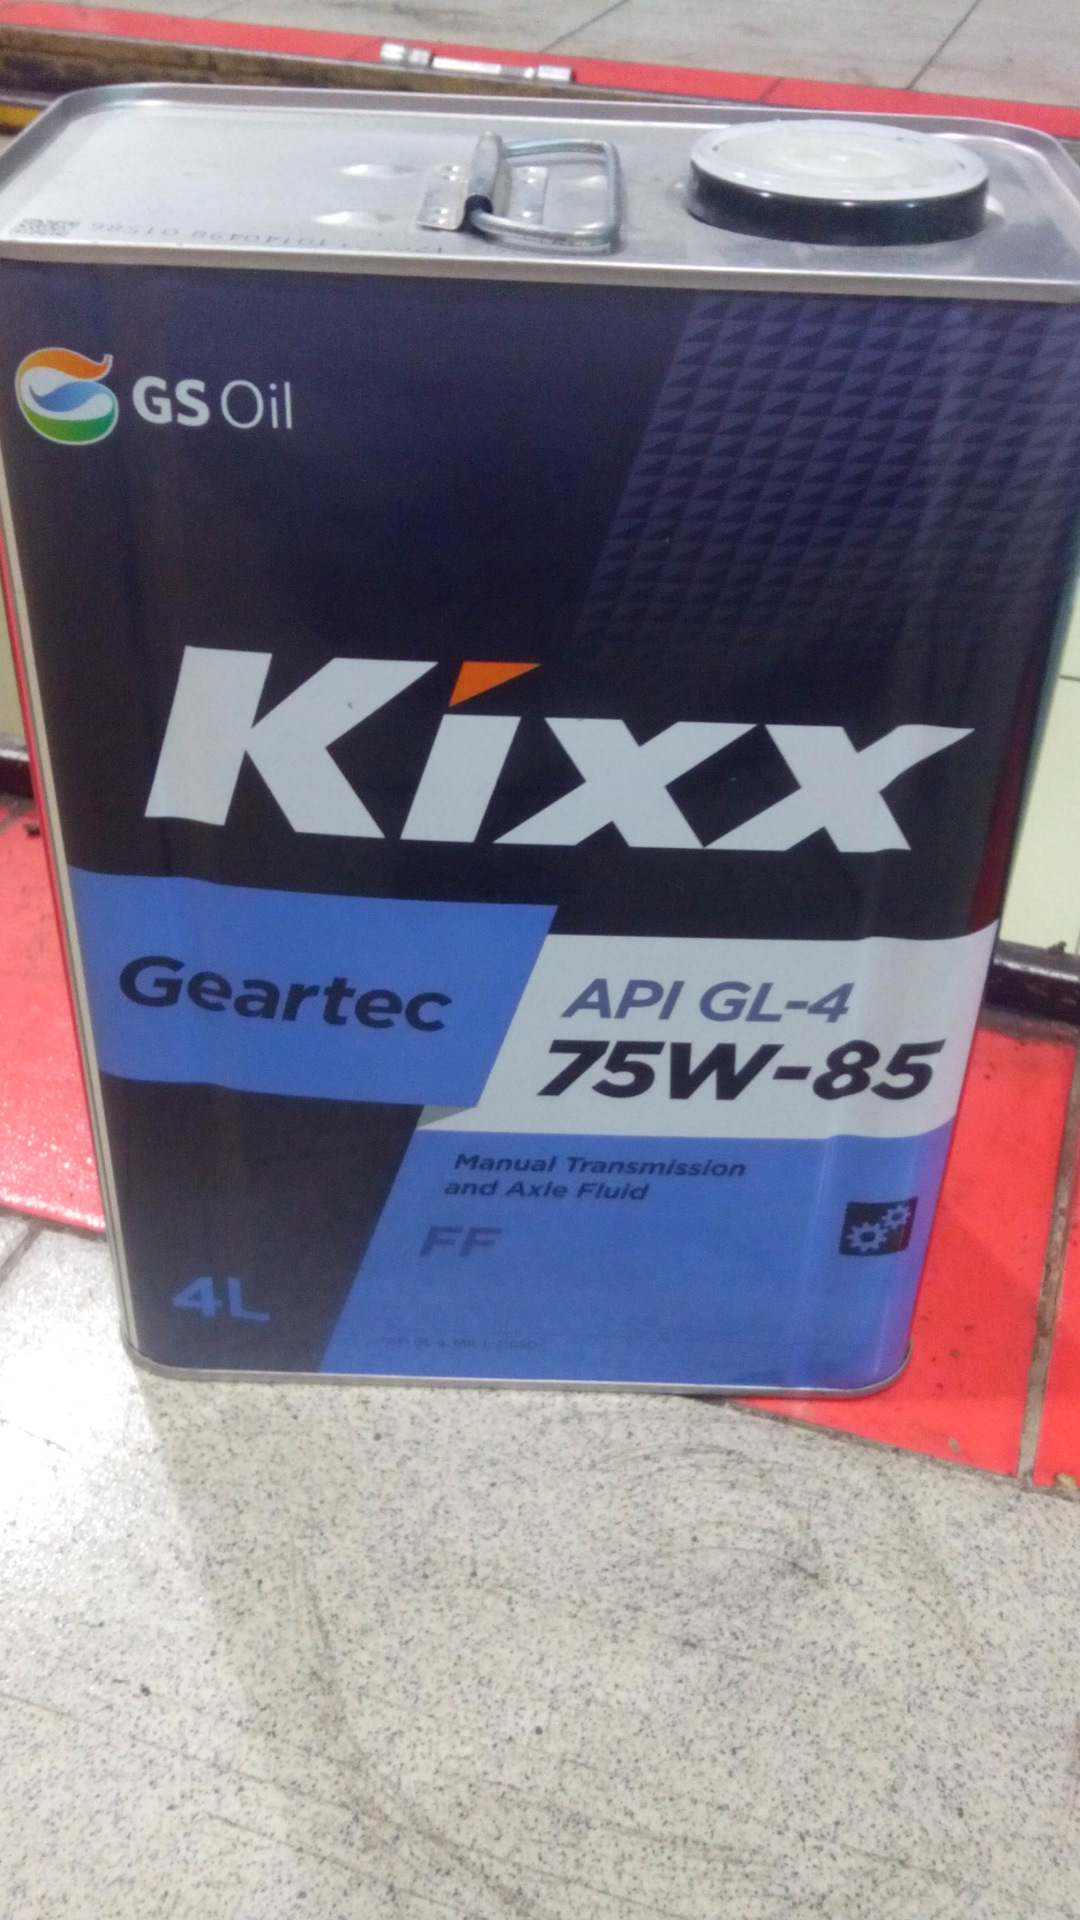 GS Oil
Kixx
Geartec
API GL-4
75W-85
Manual Transmission
and Axle Fluid
FF
4L